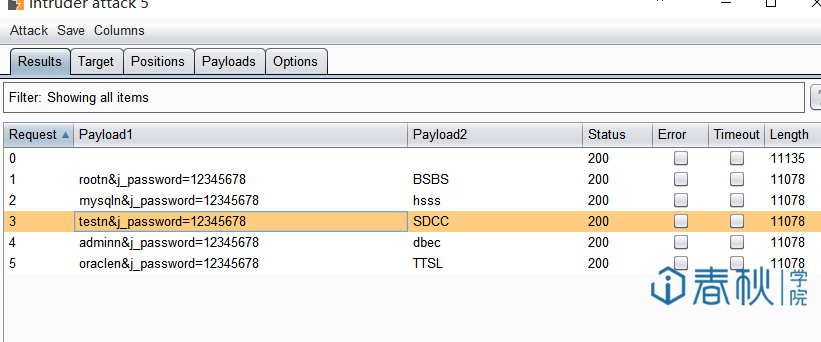 Intruder attack 5
Attack Save Columns
Results Target Positions Payloads Options
Filter: Showing all items
Request Payload1 Payload2 Status Error Timeout Length
0 200 11135
1 rootn&j_password=12345678 BSBS 200 11078
2 mysqln&j_password=12345678 hsss 200 11078
3 testn&j_password=12345678 SDCC 200 11078
4 adminn&j_password=12345678 dbec 200 11078
5 oraclen&j_password=12345678 TTSL 200 11078
春秋学院